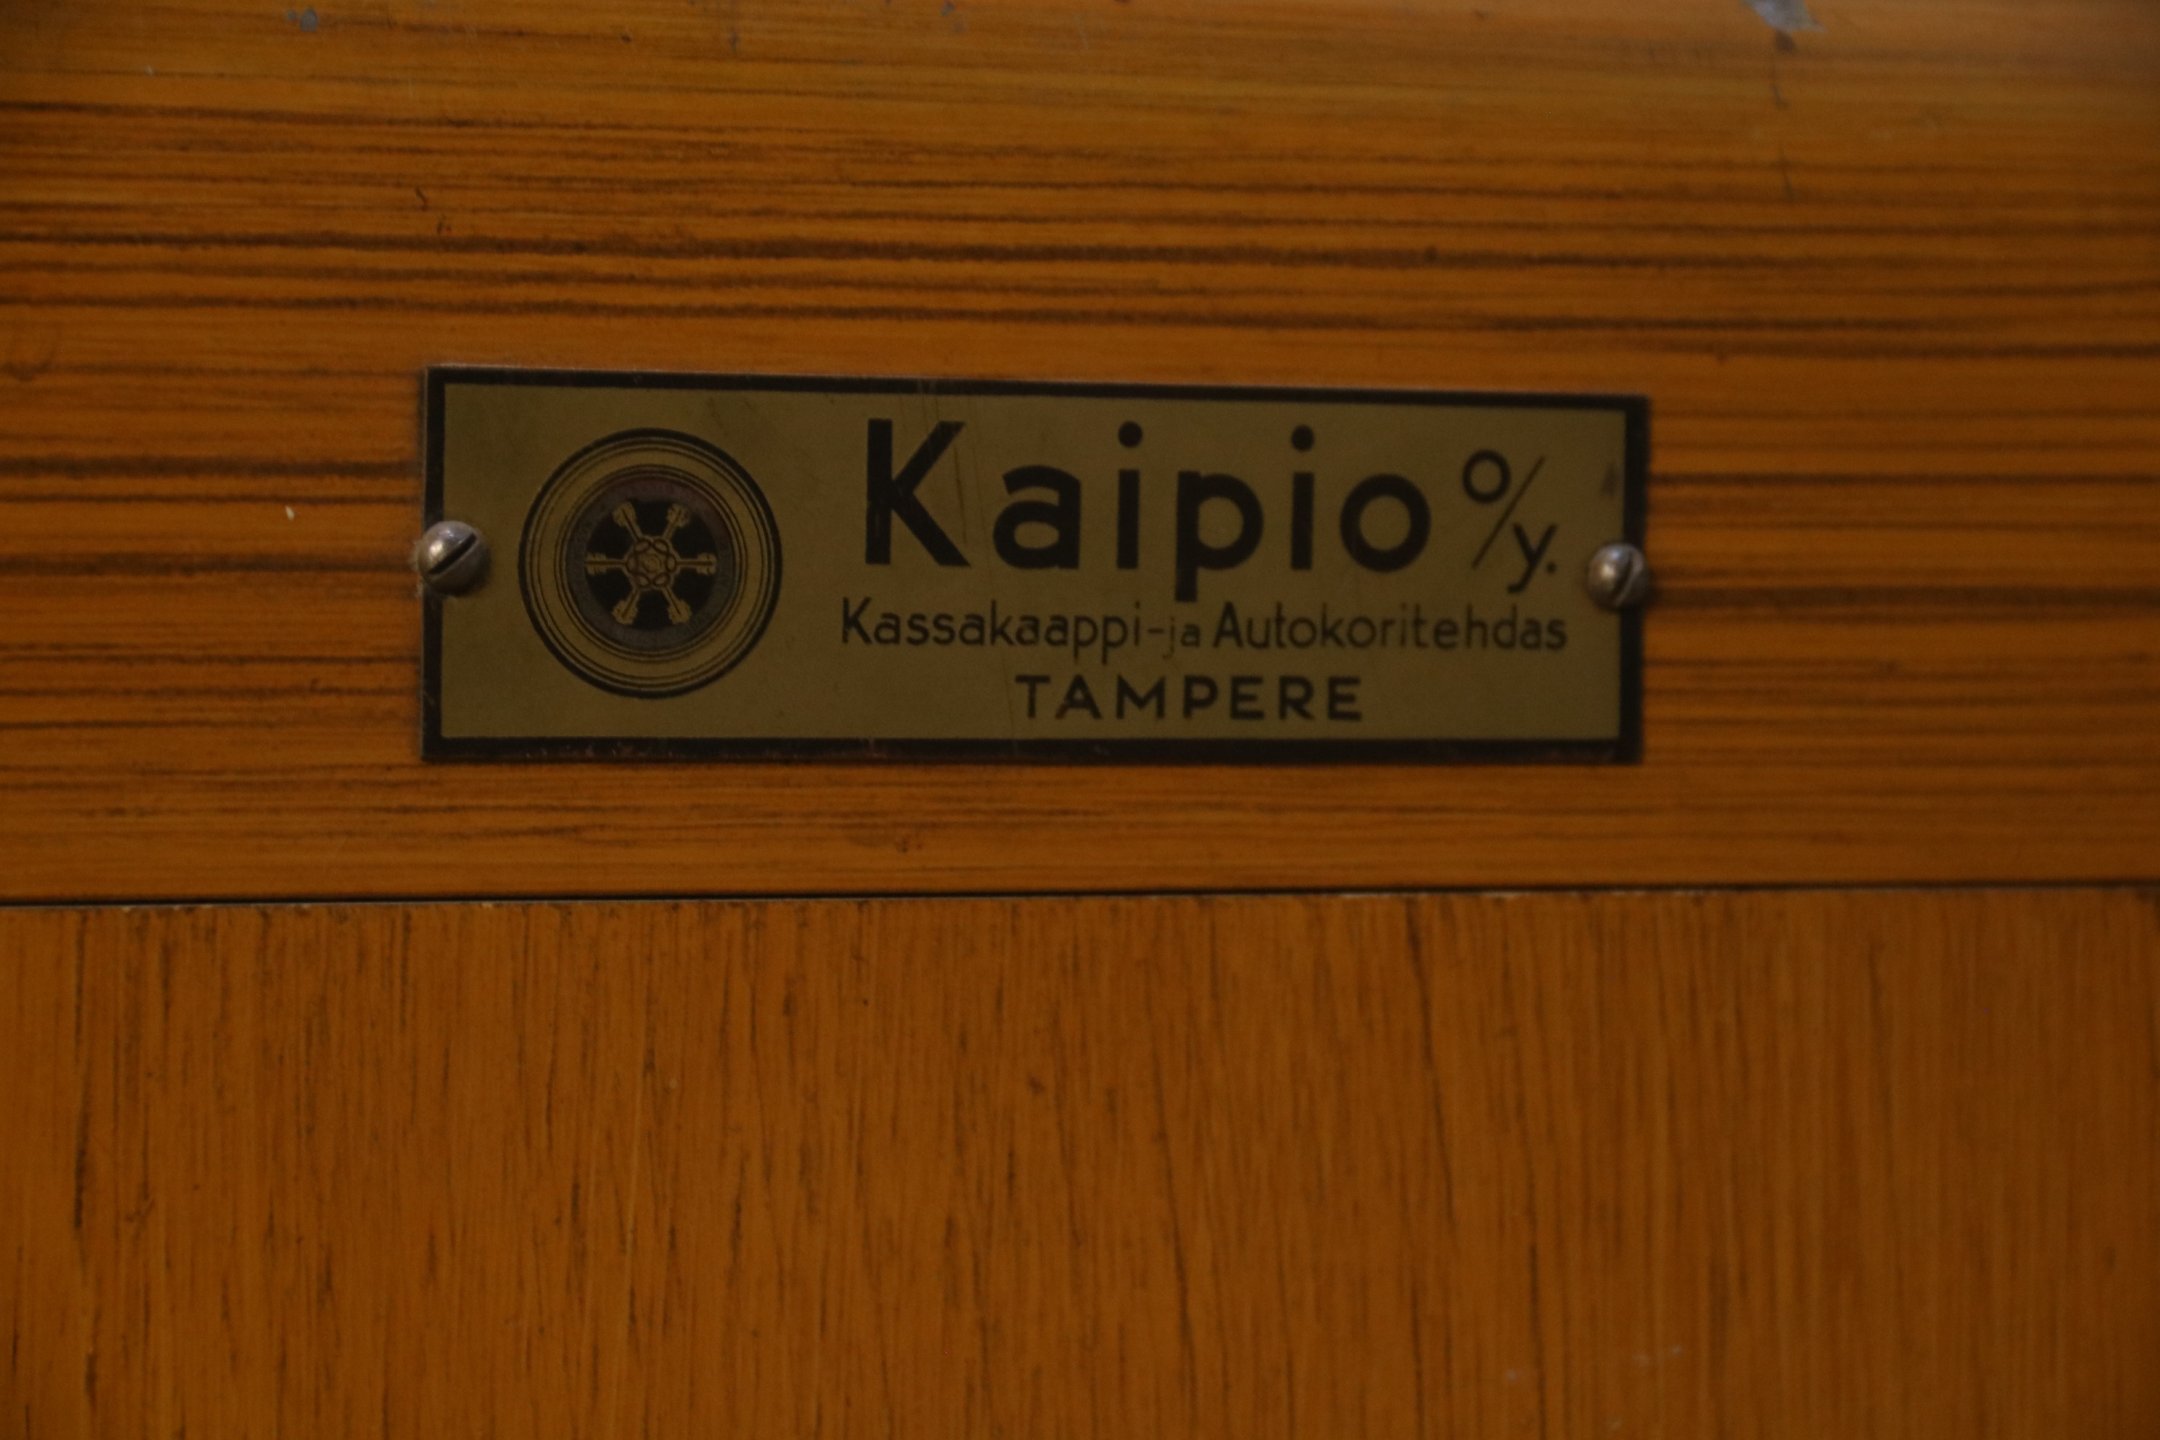 Kaipio O/y.
Kassakaappi-ja Autokoritehdas
TAMPERE